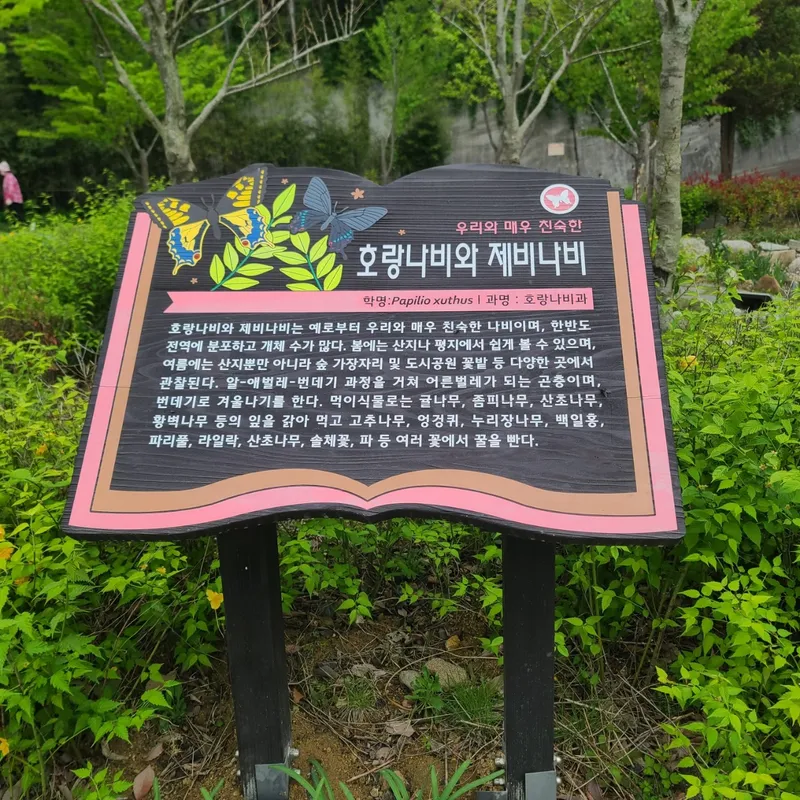 우리와 매우 친숙한
호랑나비와 제비나비
학명:Papilio xuthus | 과명 : 호랑나비과
호랑나비와 제비나비는 예로부터 우리와 매우 친숙한 나비이며, 한반도
전역에 분포하고 개체 수가 많다. 봄에는 산지나 평지에서 쉽게 볼 수 있으며,
여름에는 산지뿐만 아니라 숲 가장자리 및 도시공원 꽃밭 등 다양한 곳에서
관찰된다. 알-애벌레-번데기 과정을 거쳐 어른벌레가 되는 곤충이며,
번데기로 겨울나기를 한다. 먹이식물로는 귤나무, 좀피나무, 산초나무,
황벽나무 등의 잎을 갉아 먹고 고추나무, 엉겅퀴, 누리장나무, 백일홍,
파리풀, 라일락, 산초나무, 솔체꽃, 파 등 여러 꽃에서 꿀을 빤다.